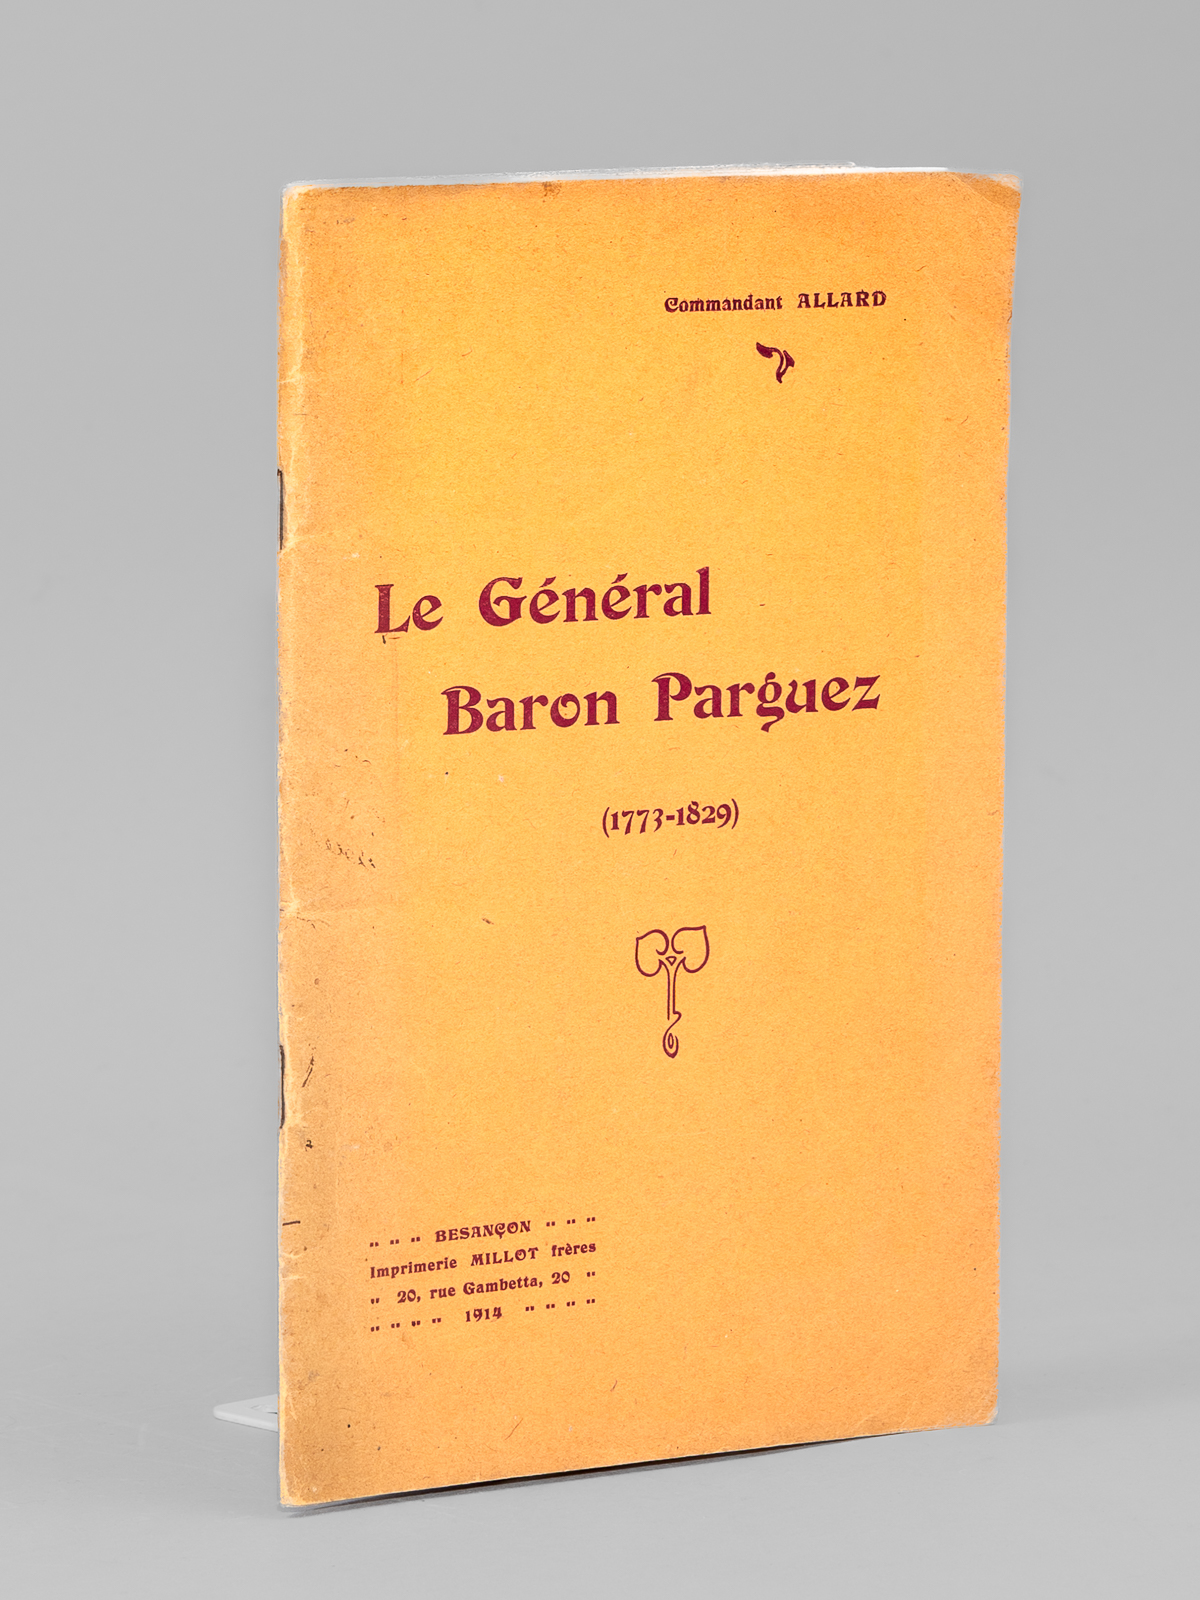 Commandant ALLARD
Le Général
Baron Parguez
(1773-1829)
" " " BESANÇON " " "
Imprimerie MILLOT frères
" 20, rue Gambetta, 20 "
" " " " 1914 " " " "